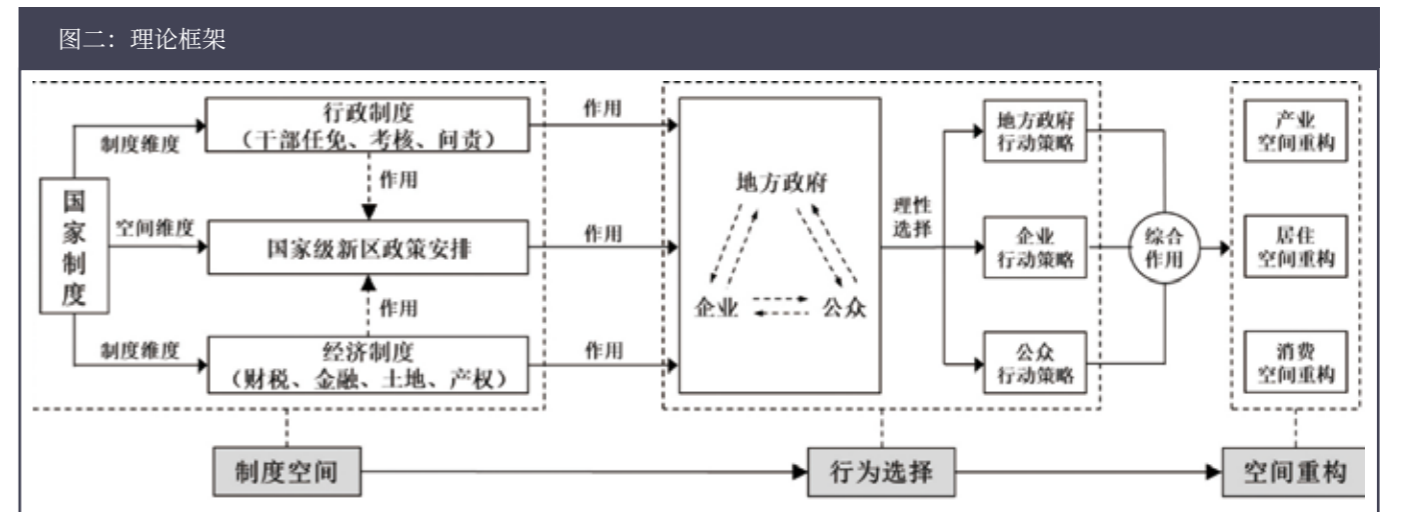 图二：理论框架
行政制度
（干部任免、考核、问责）
制度维度
作用
作用
国
家
制
度
空间维度
国家级新区政策安排
作用
作用
制度维度
经济制度
（财税、金融、土地、产权）
作用
地方政府
企业
公众
理性
选择
地方政府
行动策略
企业
行动策略
公众
行动策略
综合
作用
产业
空间重构
居住
空间重构
消费
空间重构
制度空间
行为选择
空间重构